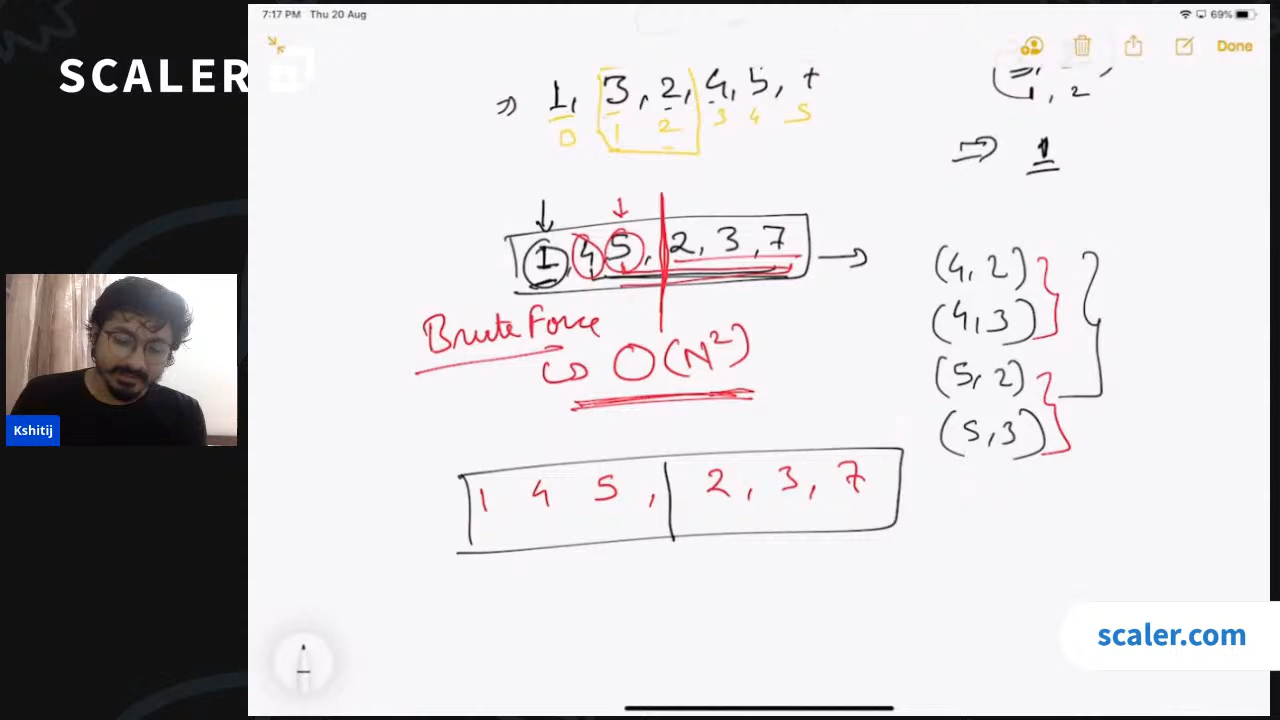 7:17 PM Thu 20 Aug
69%
SCALER
Done
⇒ 1, 3, 2, 4, 5,
0 1 2 3 4 5
1, 2
⇒ 1
1, 4 5, 2, 3, 7 →
(4, 2)
(4, 3)
(5, 2)
(5, 3)
Brute Force
↪ O(N²)
Kshitij
1 4 5, 2, 3, 7
scaler.com